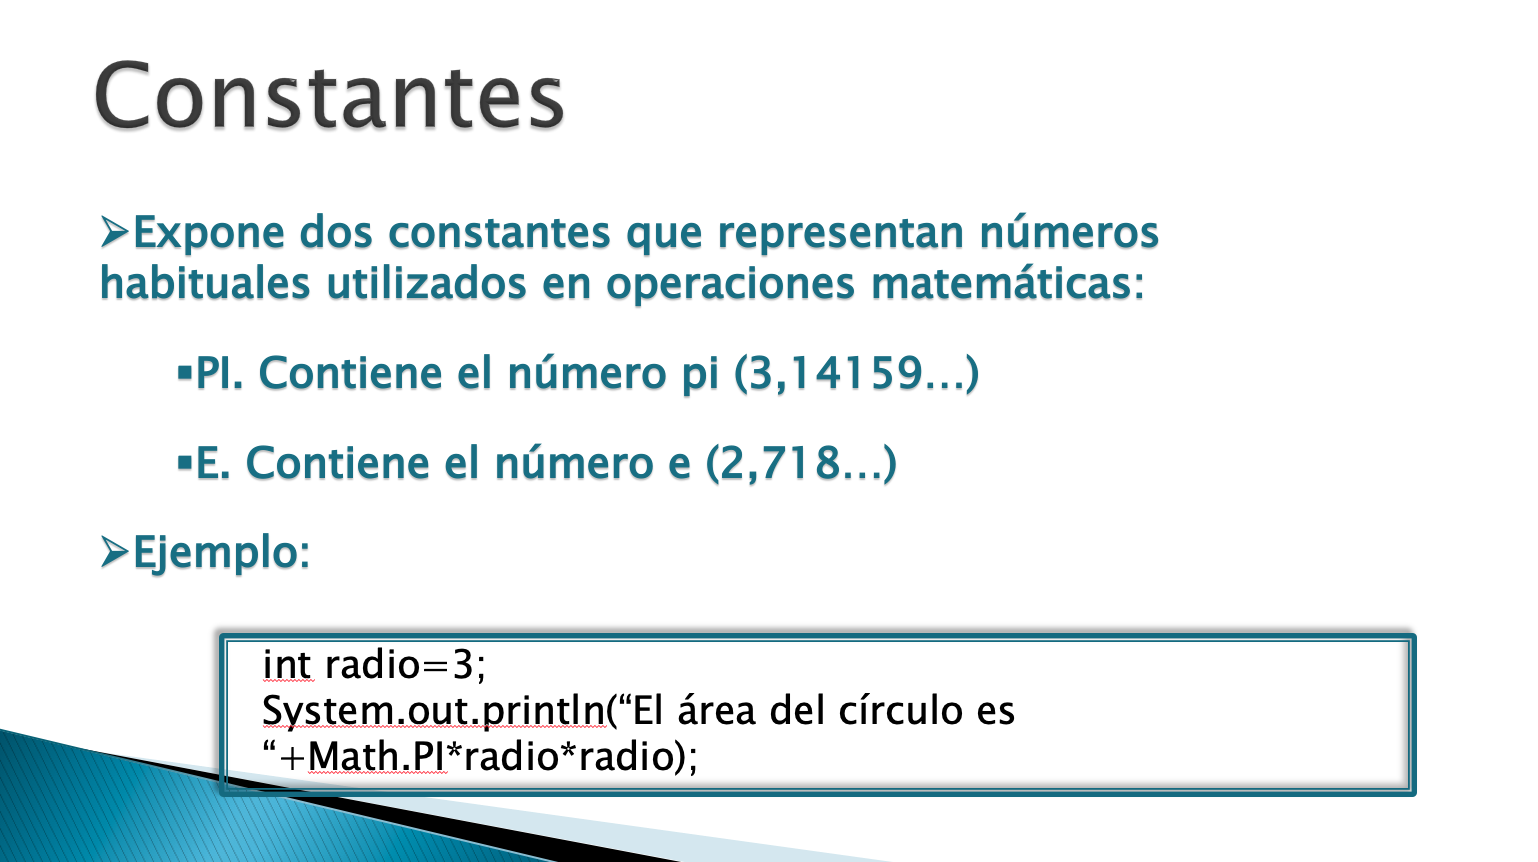 Constantes
➢Expone dos constantes que representan números
habituales utilizados en operaciones matemáticas:
▪PI. Contiene el número pi (3,14159…)
▪E. Contiene el número e (2,718…)
➢Ejemplo:
int radio=3;
System.out.println(“El área del círculo es
“+Math.PI*radio*radio);